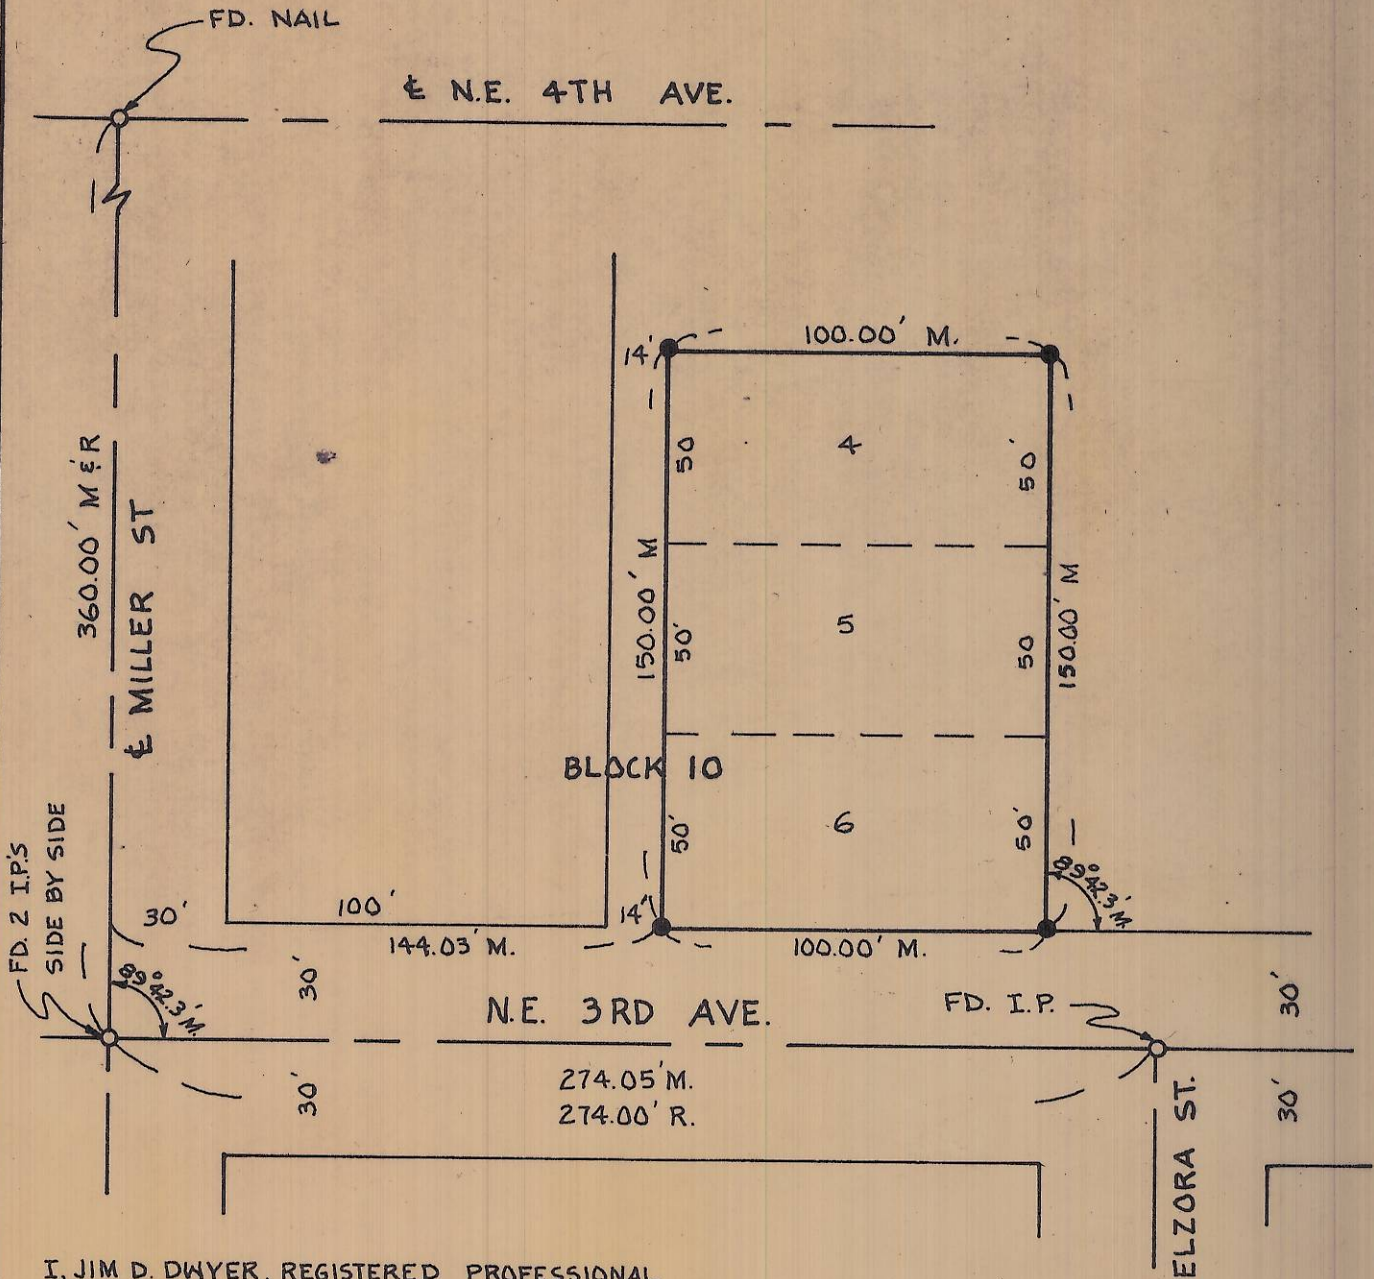 FD. NAIL
℄ N.E. 4TH AVE.
14'
100.00' M.
50
4
50'
360.00' M & R
℄ MILLER ST
150.00' M
50'
5
50
150.00' M
BLOCK 10
50'
6
50'
89°42.3' M.
FD. 2 I.P.'S
SIDE BY SIDE
30'
100'
14'
144.03' M.
100.00' M.
89°42.3' M.
30'
N.E. 3RD AVE.
FD. I.P.
30'
30'
274.05' M.
274.00' R.
30'
ELZORA ST.
I, JIM D. DWYER, REGISTERED PROFESSIONAL